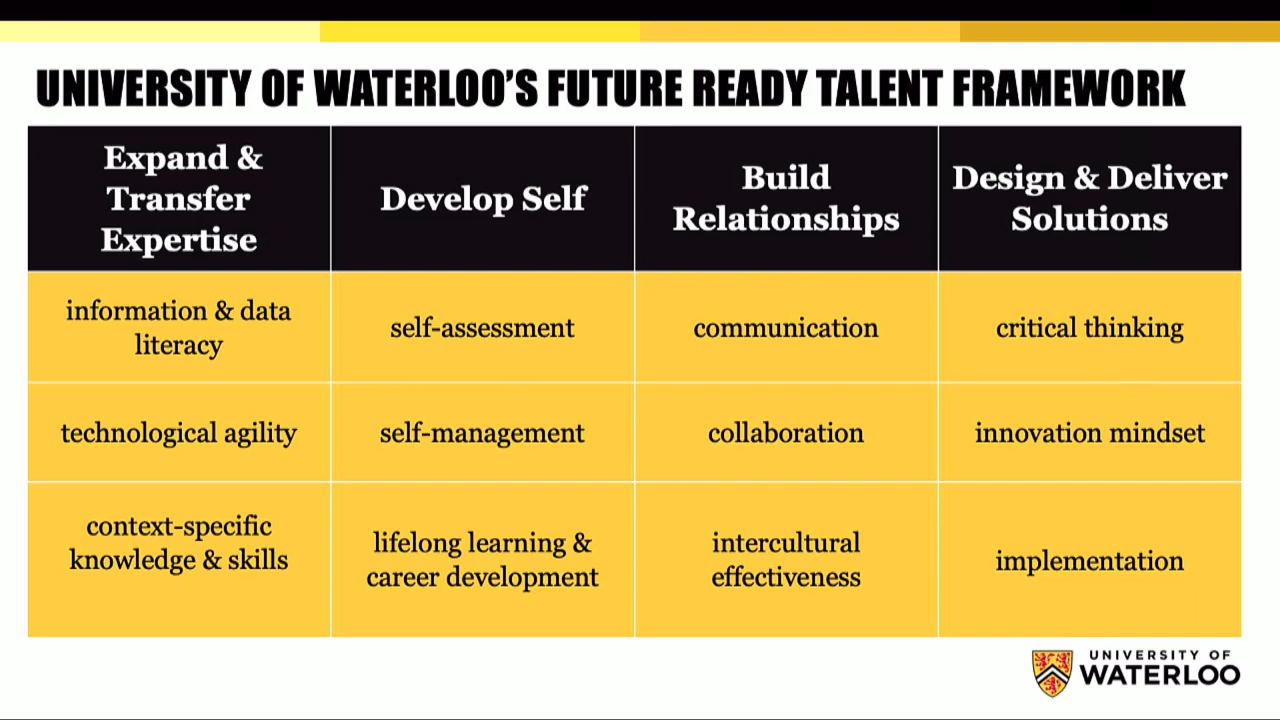 UNIVERSITY OF WATERLOO'S FUTURE READY TALENT FRAMEWORK
Expand &
Transfer
Expertise
Develop Self
Build
Relationships
Design & Deliver
Solutions
information & data
literacy
self-assessment
communication
critical thinking
technological agility
self-management
collaboration
innovation mindset
context-specific
knowledge & skills
lifelong learning &
career development
intercultural
effectiveness
implementation
UNIVERSITY OF
WATERLOO